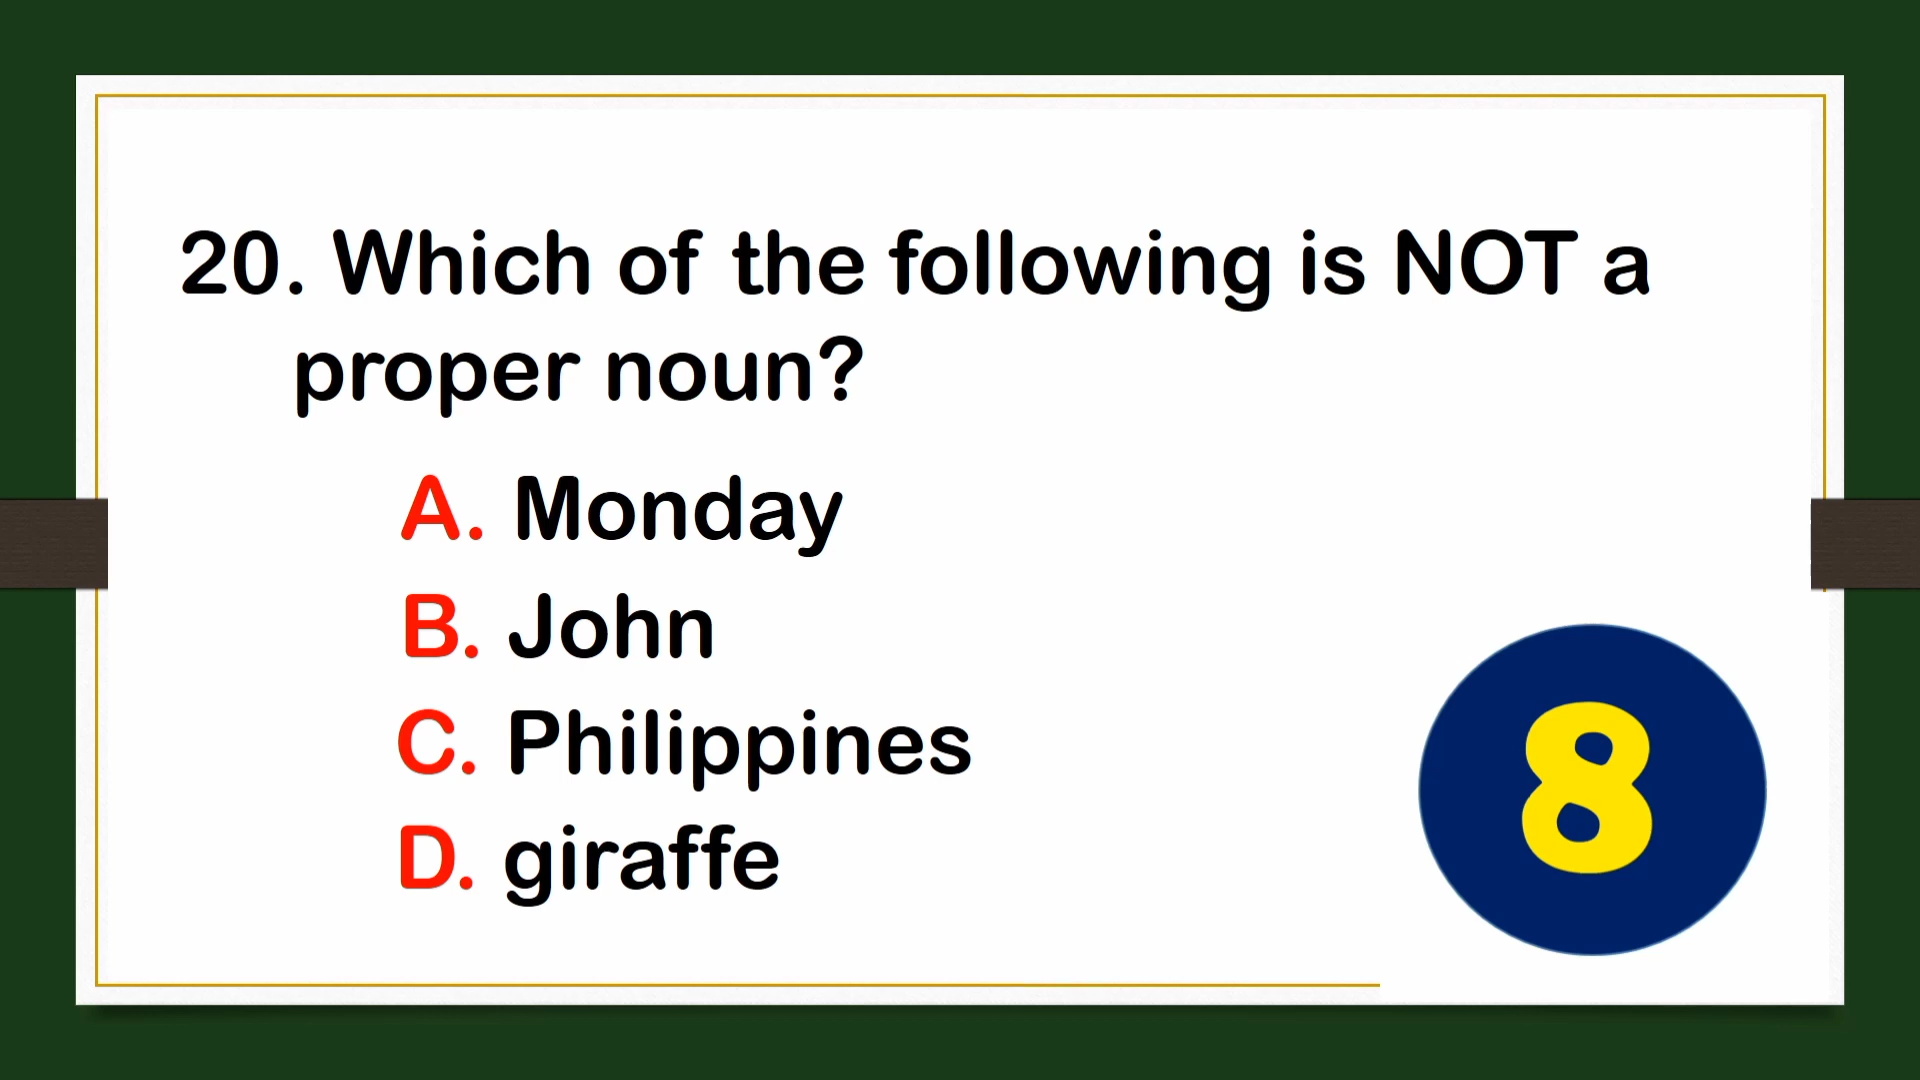 20. Which of the following is NOT a
proper noun?
A. Monday
B. John
C. Philippines
D. giraffe
8